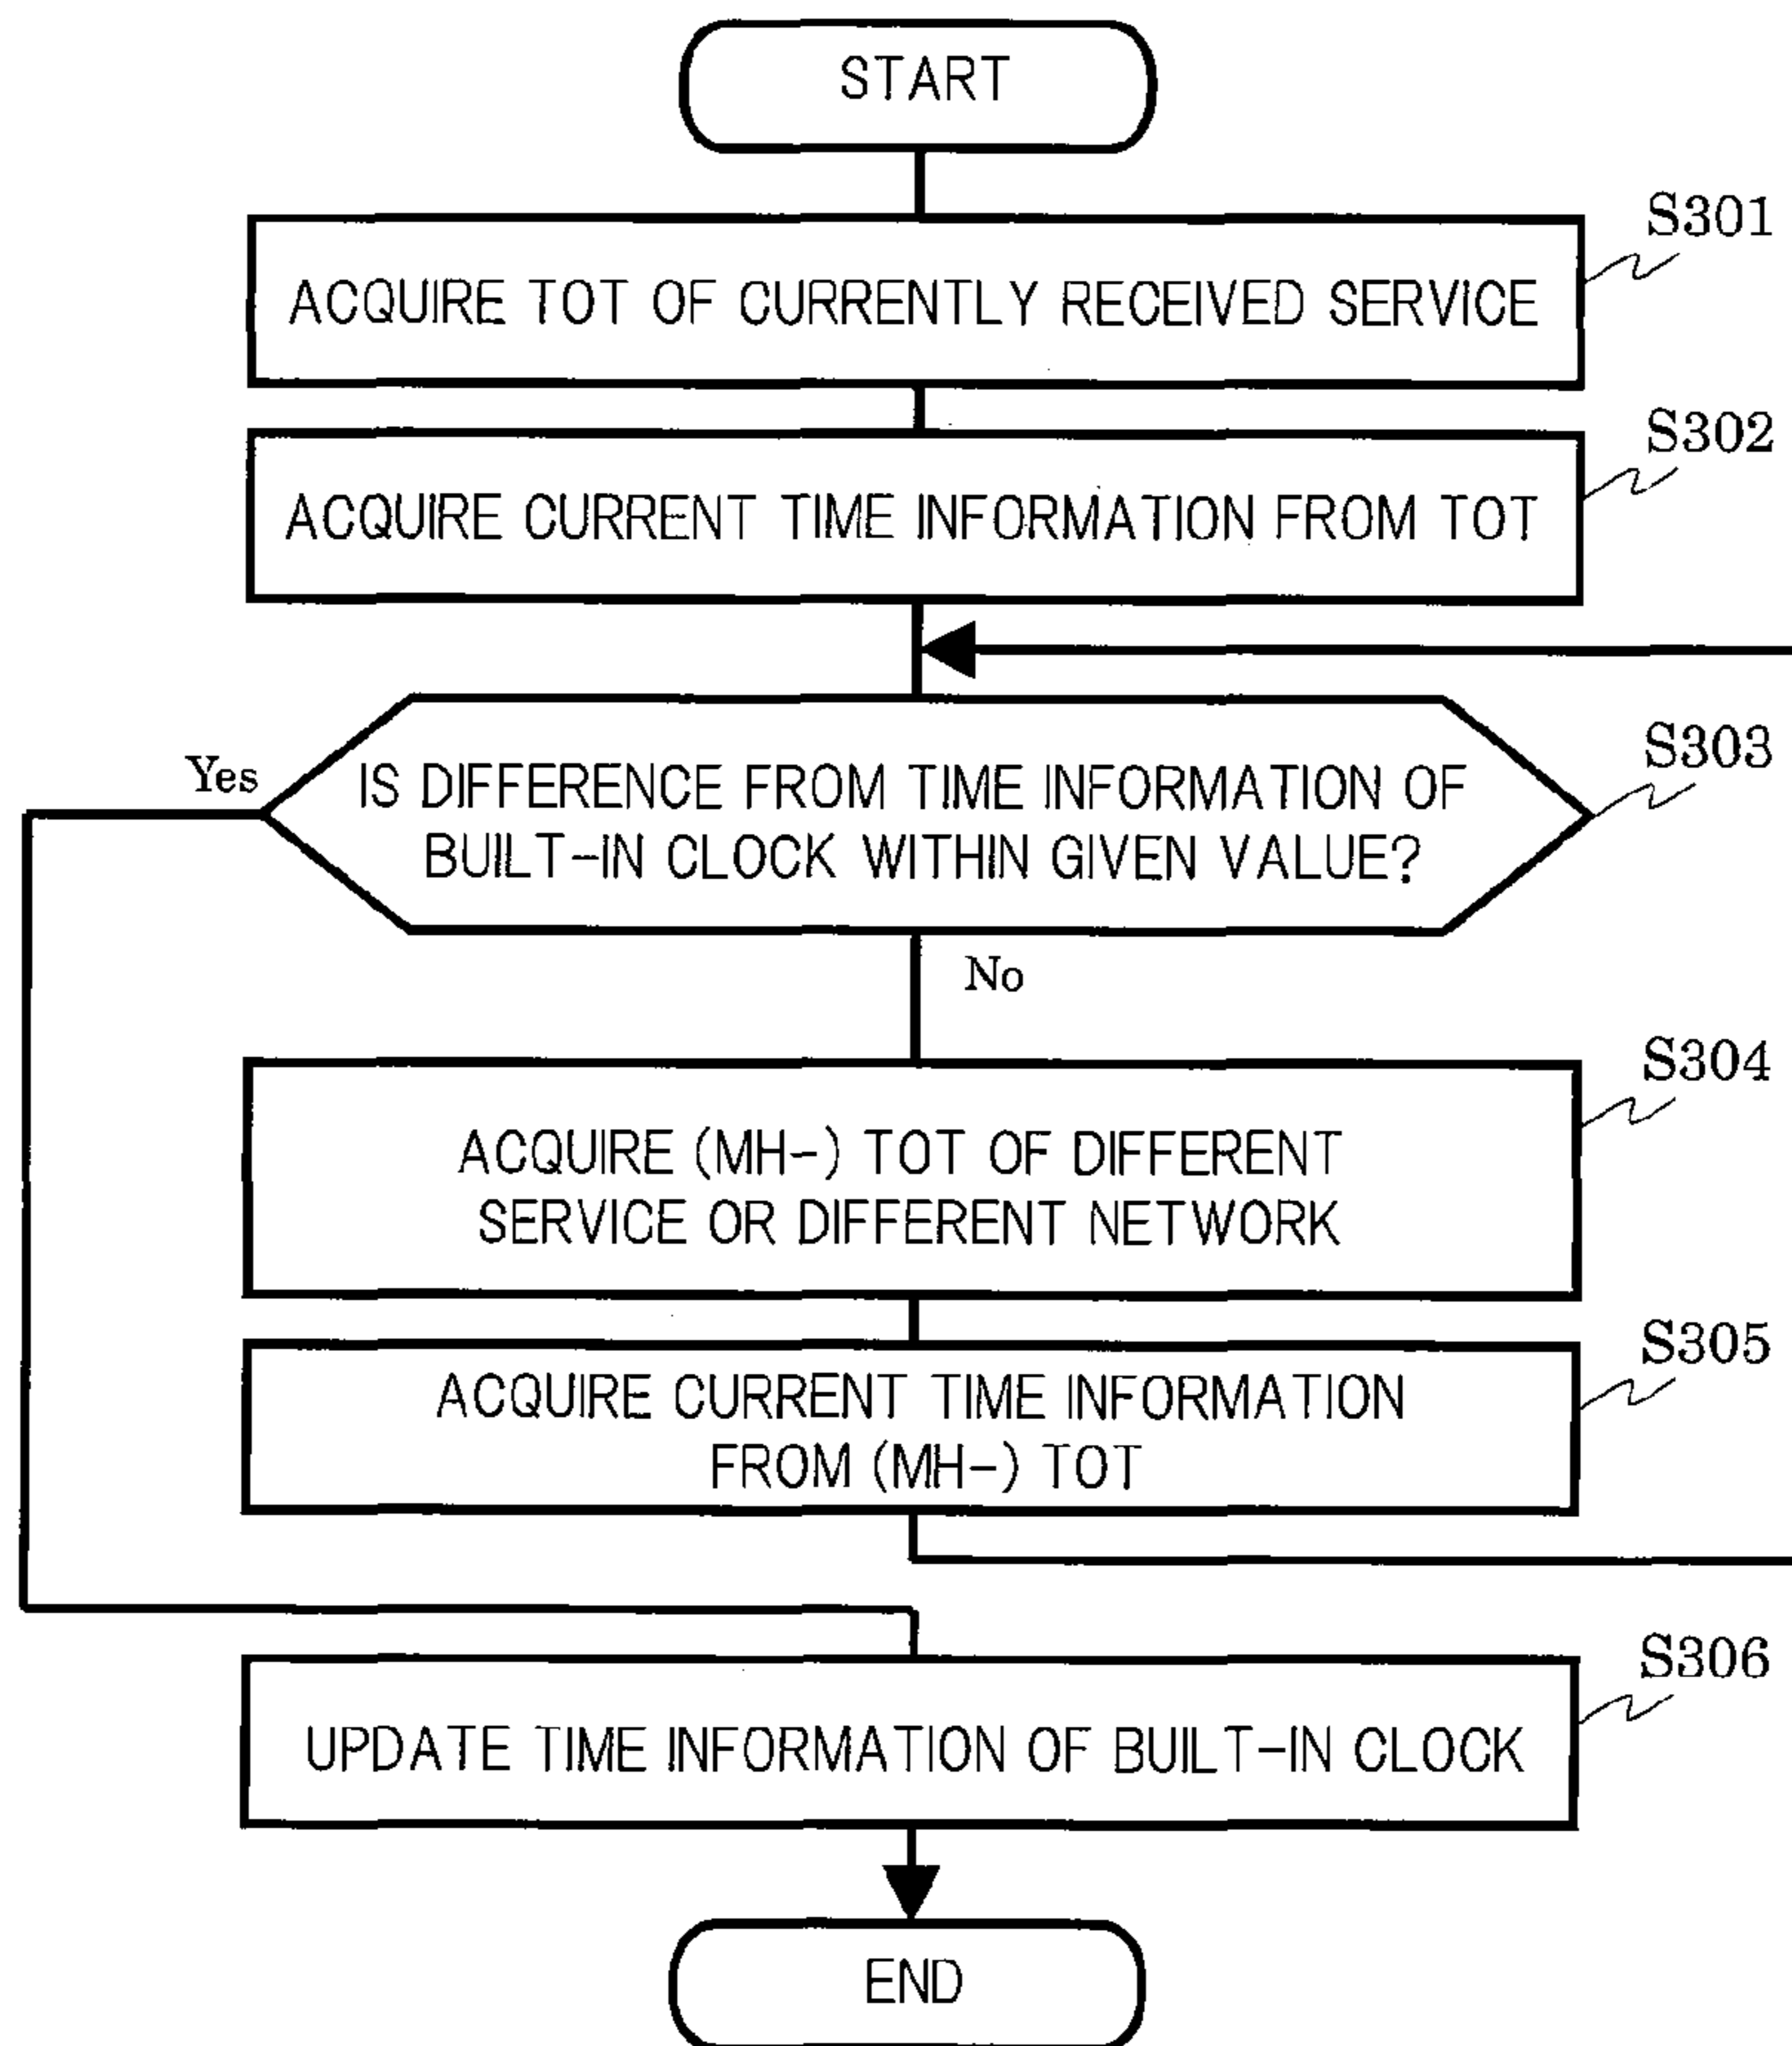 START
S301
ACQUIRE TOT OF CURRENTLY RECEIVED SERVICE
S302
ACQUIRE CURRENT TIME INFORMATION FROM TOT
S303
Yes
IS DIFFERENCE FROM TIME INFORMATION OF
BUILT-IN CLOCK WITHIN GIVEN VALUE?
No
S304
ACQUIRE (MH-) TOT OF DIFFERENT
SERVICE OR DIFFERENT NETWORK
S305
ACQUIRE CURRENT TIME INFORMATION
FROM (MH-) TOT
S306
UPDATE TIME INFORMATION OF BUILT-IN CLOCK
END